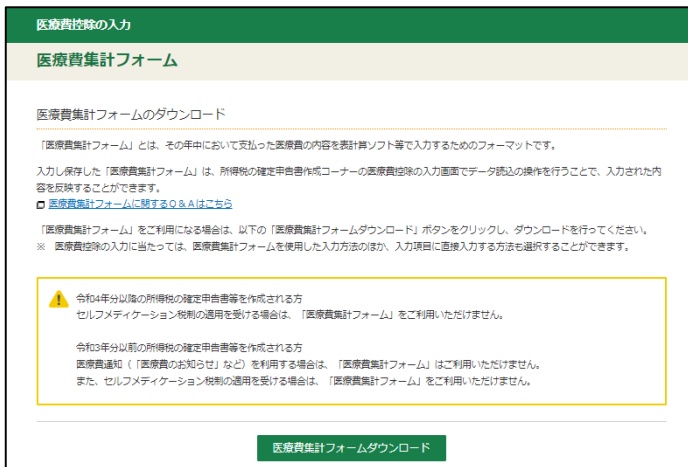 医療費控除の入力
医療費集計フォーム
医療費集計フォームのダウンロード
「医療費集計フォーム」とは、その年中において支払った医療費の内容を表計算ソフト等で入力するためのフォーマットです。
入力し保存した「医療費集計フォーム」は、所得税の確定申告書作成コーナーの医療費控除の入力画面でデータ読込の操作を行うことで、入力された内
容を反映することができます。
医療費集計フォームに関するＱ＆Ａはこちら
「医療費集計フォーム」をご利用になる場合は、以下の「医療費集計フォームダウンロード」ボタンをクリックし、ダウンロードを行ってください。
※　医療費控除の入力に当たっては、医療費集計フォームを使用した入力方法のほか、入力項目に直接入力する方法も選択することができます。
令和4年分以降の所得税の確定申告書等を作成される方
セルフメディケーション税制の適用を受ける場合は、「医療費集計フォーム」をご利用いただけません。
令和3年分以前の所得税の確定申告書等を作成される方
医療費通知（「医療費のお知らせ」など）を利用する場合は、「医療費集計フォーム」はご利用いただけません。
また、セルフメディケーション税制の適用を受ける場合は、「医療費集計フォーム」をご利用いただけません。
医療費集計フォームダウンロード